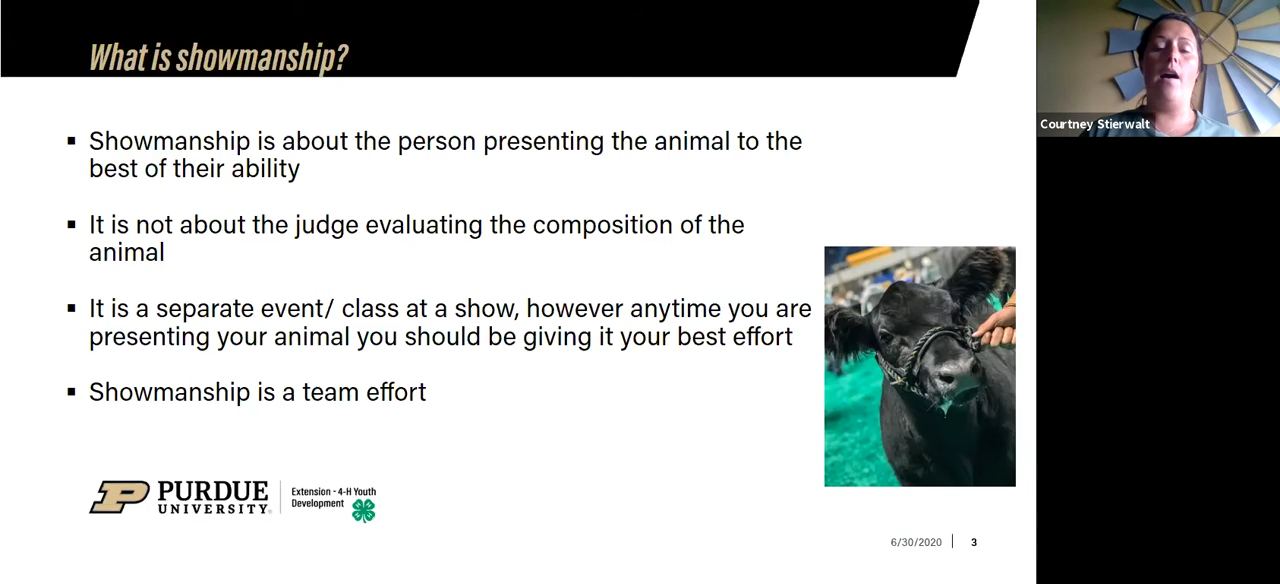 What is showmanship?
Courtney Stierwalt
▪ Showmanship is about the person presenting the animal to the
best of their ability
▪ It is not about the judge evaluating the composition of the
animal
▪ It is a separate event/ class at a show, however anytime you are
presenting your animal you should be giving it your best effort
▪ Showmanship is a team effort
P PURDUE
UNIVERSITY®
Extension - 4-H Youth
Development
6/30/2020 | 3